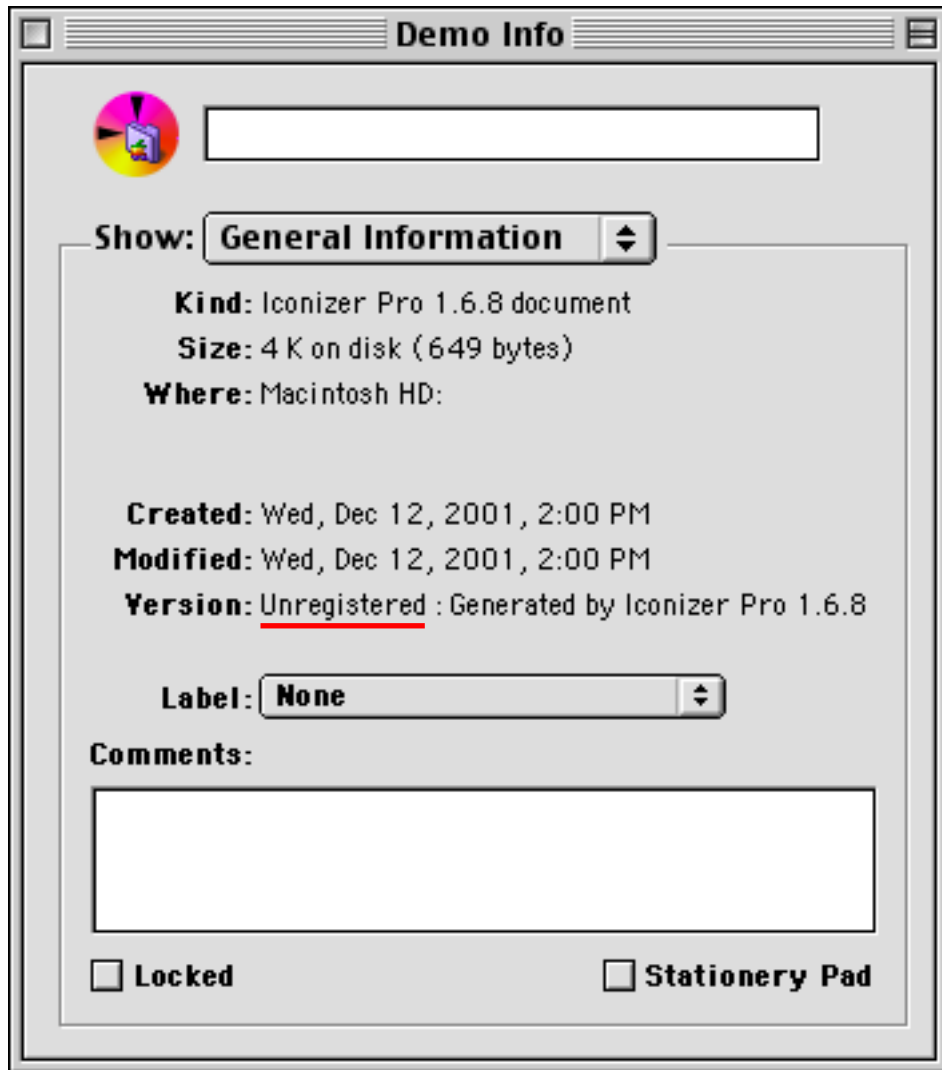 Demo Info
Show: General Information
Kind: Iconizer Pro 1.6.8 document
Size: 4 K on disk (649 bytes)
Where: Macintosh HD:
Created: Wed, Dec 12, 2001, 2:00 PM
Modified: Wed, Dec 12, 2001, 2:00 PM
Version: Unregistered : Generated by Iconizer Pro 1.6.8
Label: None
Comments:
Locked Stationery Pad